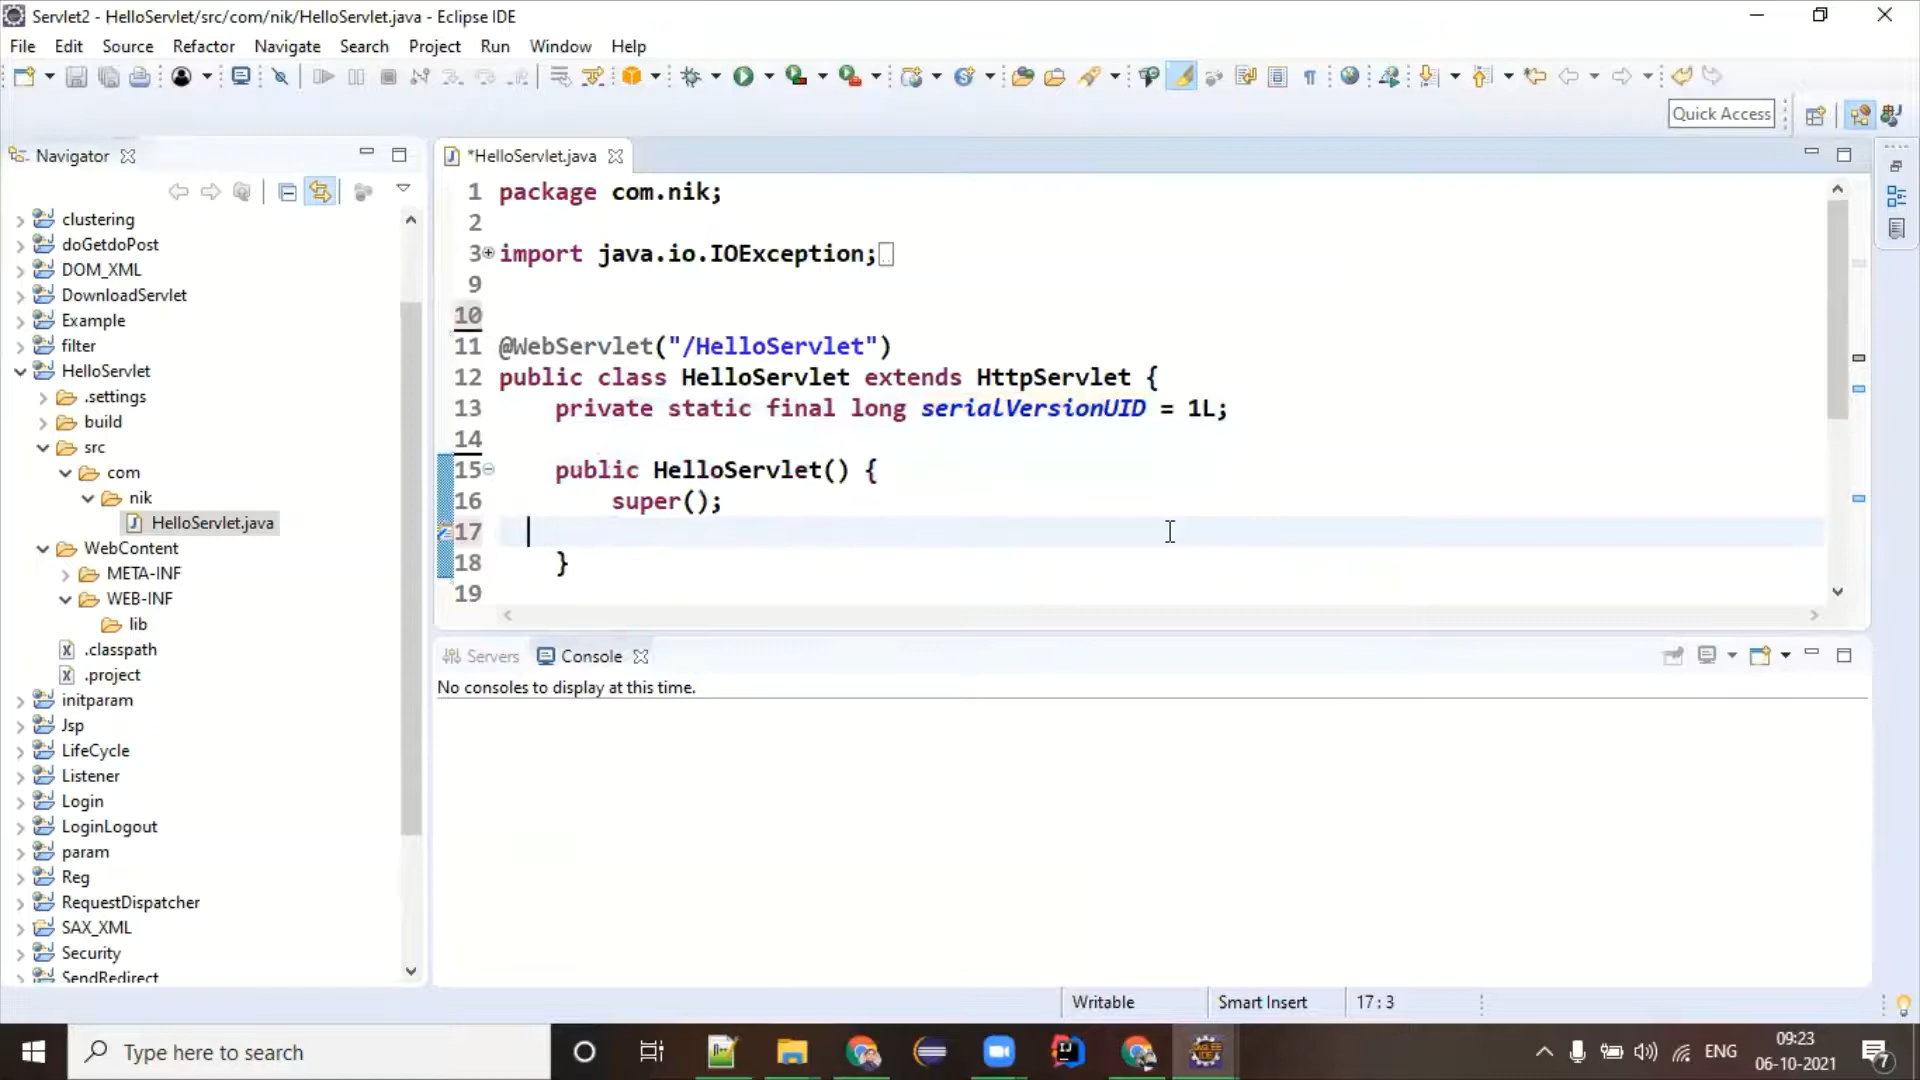 Servlet2 - HelloServlet/src/com/nik/HelloServlet.java - Eclipse IDE
File Edit Source Refactor Navigate Search Project Run Window Help
Quick Access
Navigator
clustering
doGetdoPost
DOM_XML
DownloadServlet
Example
filter
HelloServlet
.settings
build
src
com
nik
HelloServlet.java
WebContent
META-INF
WEB-INF
lib
.classpath
.project
initparam
Jsp
LifeCycle
Listener
Login
LoginLogout
param
Reg
RequestDispatcher
SAX_XML
Security
SendRedirect
*HelloServlet.java
1 package com.nik;
2
3 import java.io.IOException;
9
10
11 @WebServlet("/HelloServlet")
12 public class HelloServlet extends HttpServlet {
13 private static final long serialVersionUID = 1L;
14
15 public HelloServlet() {
16 super();
17
18 }
19
Servers Console
No consoles to display at this time.
Writable Smart Insert 17 : 3
Type here to search
ENG
09:23
06-10-2021
7